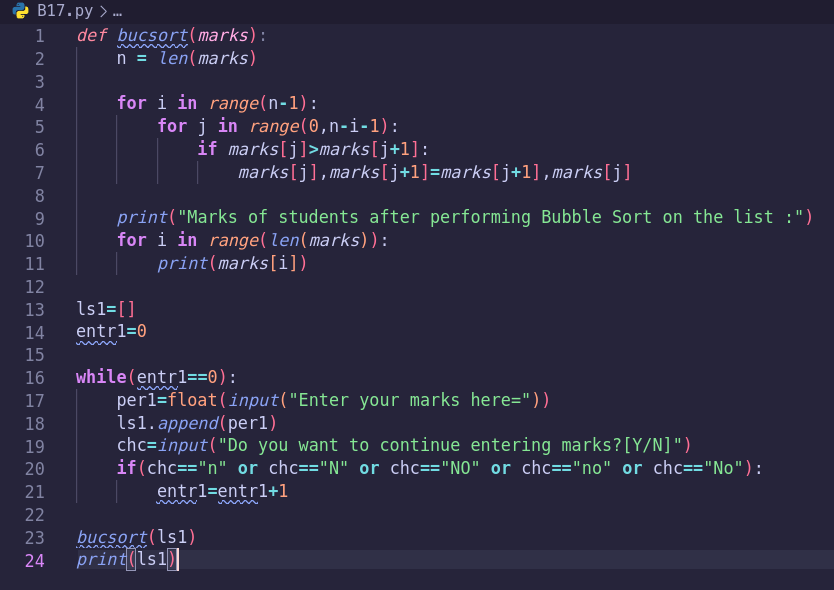 B17.py > ...
1 def bucsort(marks):
2     n = len(marks)
3
4     for i in range(n-1):
5         for j in range(0,n-i-1):
6             if marks[j]>marks[j+1]:
7                 marks[j],marks[j+1]=marks[j+1],marks[j]
8
9     print("Marks of students after performing Bubble Sort on the list :")
10     for i in range(len(marks)):
11         print(marks[i])
12
13 ls1=[]
14 entr1=0
15
16 while(entr1==0):
17     per1=float(input("Enter your marks here="))
18     ls1.append(per1)
19     chc=input("Do you want to continue entering marks?[Y/N]")
20     if(chc=="n" or chc=="N" or chc=="NO" or chc=="no" or chc=="No"):
21         entr1=entr1+1
22
23 bucsort(ls1)
24 print(ls1)